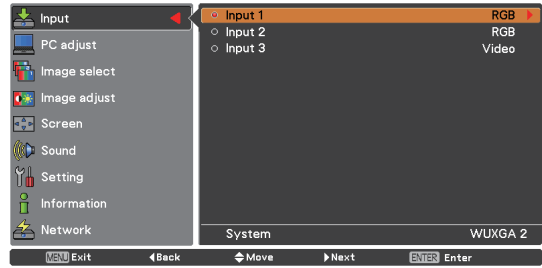 Input
PC adjust
Image select
Image adjust
Screen
Sound
Setting
Information
Network
Input 1 RGB
Input 2 RGB
Input 3 Video
System WUXGA 2
MENU Exit Back Move Next ENTER Enter